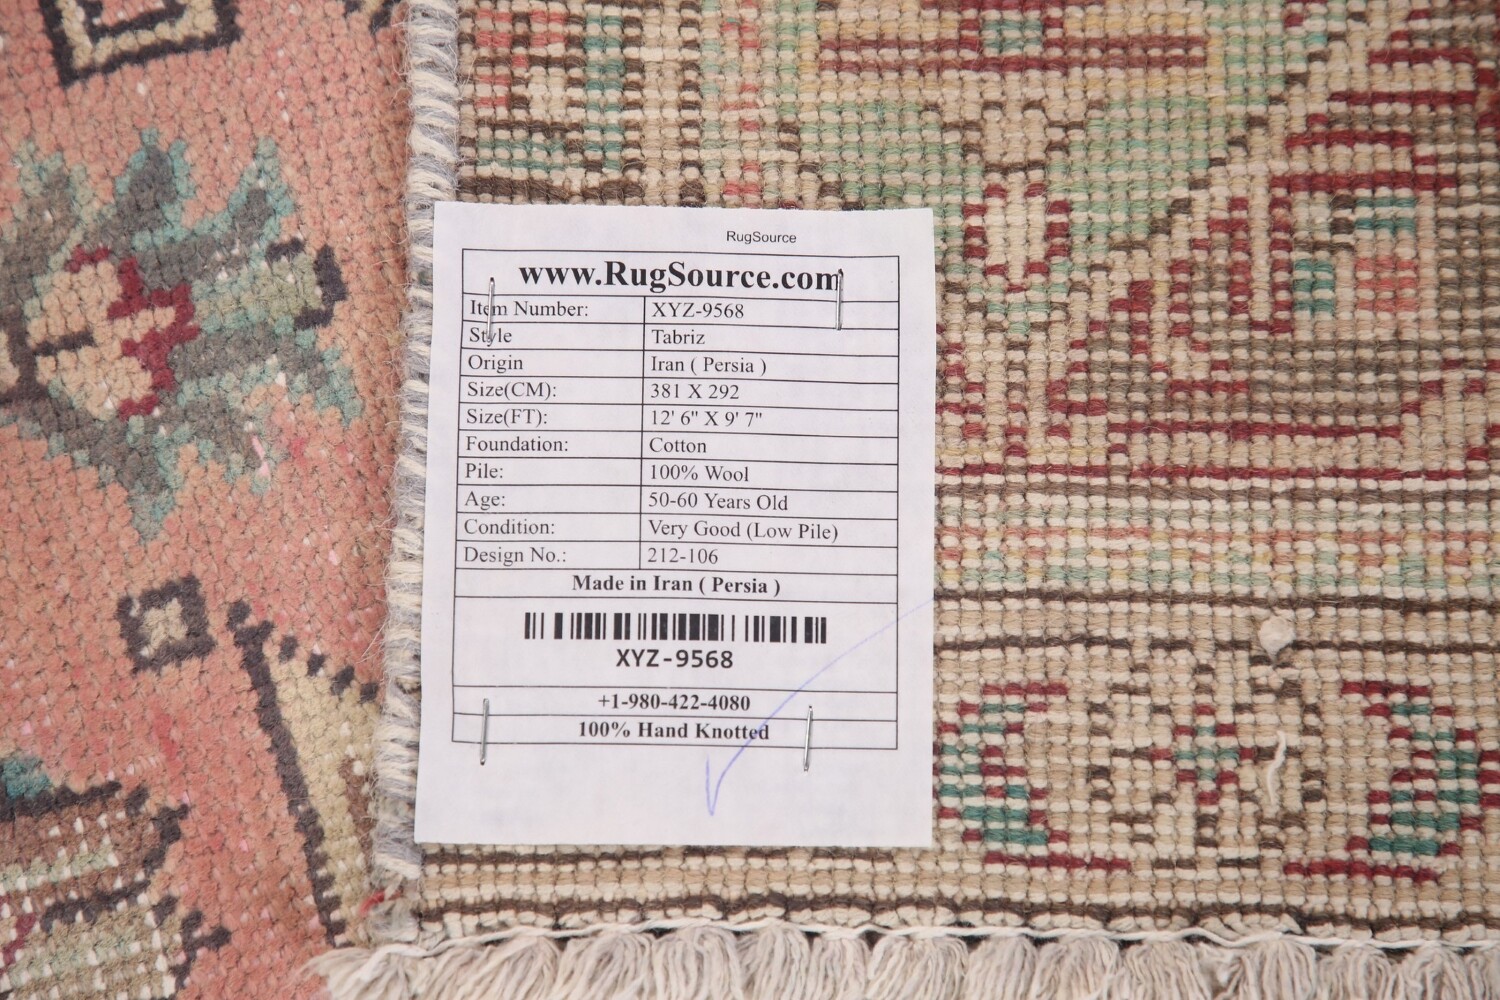 RugSource
www.RugSource.com
Item Number: XYZ-9568
Style Tabriz
Origin Iran ( Persia )
Size(CM): 381 X 292
Size(FT): 12' 6" X 9' 7"
Foundation: Cotton
Pile: 100% Wool
Age: 50-60 Years Old
Condition: Very Good (Low Pile)
Design No.: 212-106
Made in Iran ( Persia )
XYZ-9568
+1-980-422-4080
100% Hand Knotted